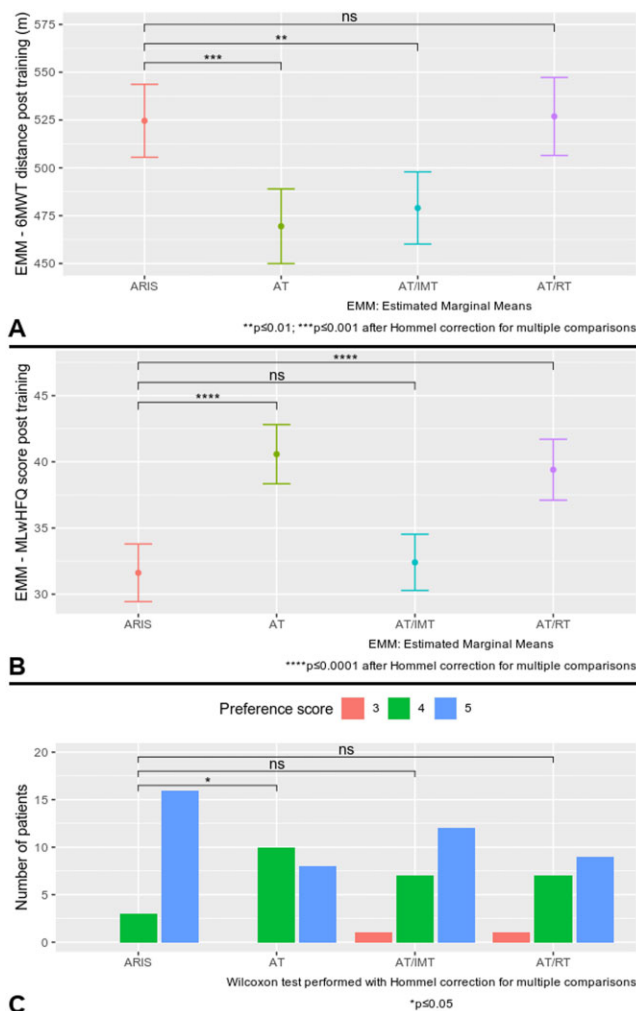 EMM - 6MWT distance post training (m)
575
550
525
500
475
450
ns
**
***
ARIS AT AT/IMT AT/RT
EMM: Estimated Marginal Means
A
**p≤0.01; ***p≤0.001 after Hommel correction for multiple comparisons
EMM - MLwHFQ score post training
45
40
35
30
****
ns
****
ARIS AT AT/IMT AT/RT
EMM: Estimated Marginal Means
B
****p≤0.0001 after Hommel correction for multiple comparisons
Preference score 3 4 5
Number of patients
20
15
10
5
0
ns
ns
*
ARIS AT AT/IMT AT/RT
Wilcoxon test performed with Hommel correction for multiple comparisons
C
*p≤0.05